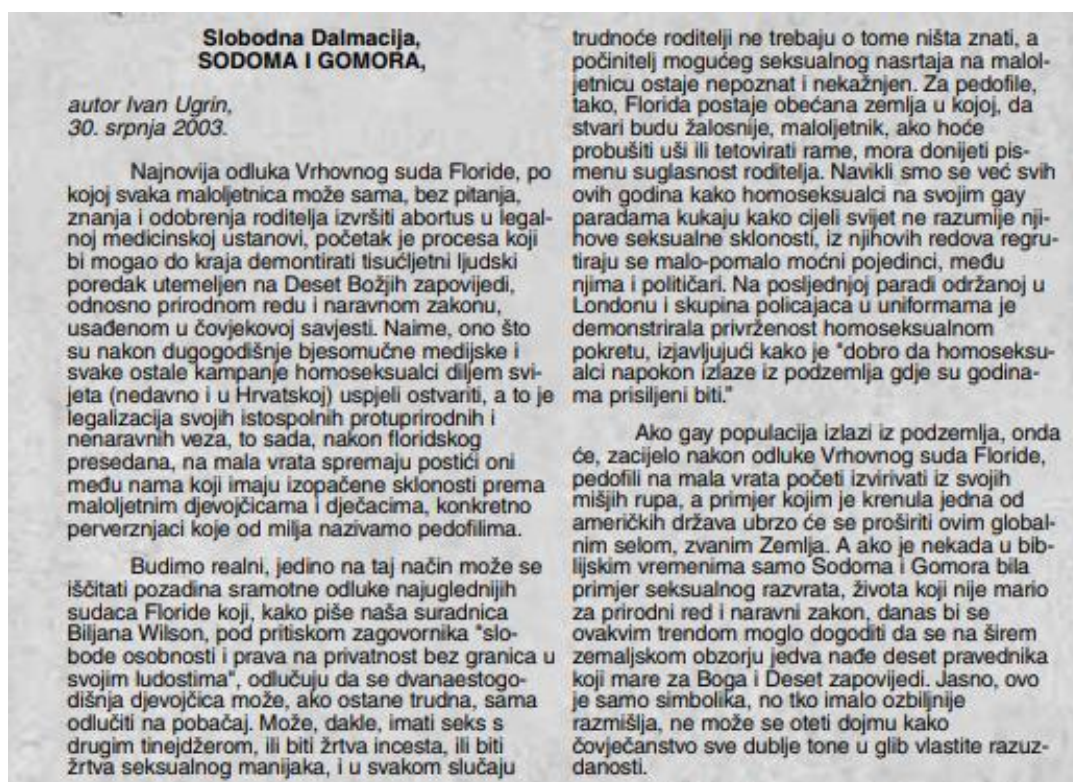 Slobodna Dalmacija,
SODOMA I GOMORA,
autor Ivan Ugrin,
30. srpnja 2003.
Najnovija odluka Vrhovnog suda Floride, po
kojoj svaka maloljetnica može sama, bez pitanja,
znanja i odobrenja roditelja izvršiti abortus u legal-
noj medicinskoj ustanovi, početak je procesa koji
bi mogao do kraja demontirati tisućljetni ljudski
poredak utemeljen na Deset Božjih zapovijedi,
odnosno prirodnom redu i naravnom zakonu,
usađenom u čovjekovoj savjesti. Naime, ono što
su nakon dugogodišnje bjesomučne medijske i
svake ostale kampanje homoseksualci diljem svi-
jeta (nedavno i u Hrvatskoj) uspjeli ostvariti, a to je
legalizacija svojih istospolnih protuprirodnih i
nenaravnih veza, to sada, nakon floridskog
presedana, na mala vrata spremaju postići oni
među nama koji imaju izopačene sklonosti prema
maloljetnim djevojčicama i dječacima, konkretno
perverznjaci koje od milja nazivamo pedofilima.
Budimo realni, jedino na taj način može se
iščitati pozadina sramotne odluke najuglednijih
sudaca Floride koji, kako piše naša suradnica
Biljana Wilson, pod pritiskom zagovornika "slo-
bode osobnosti i prava na privatnost bez granica u
svojim ludostima", odlučuju da se dvanaestogo-
dišnja djevojčica može, ako ostane trudna, sama
odlučiti na pobačaj. Može, dakle, imati seks s
drugim tinejdžerom, ili biti žrtva incesta, ili biti
žrtva seksualnog manijaka, i u svakom slučaju
trudnoće roditelji ne trebaju o tome ništa znati, a
počinitelj mogućeg seksualnog nasrtaja na malol-
jetnicu ostaje nepoznat i nekažnjen. Za pedofile,
tako, Florida postaje obećana zemlja u kojoj, da
stvari budu žalosnije, maloljetnik, ako hoće
probušiti uši ili tetovirati rame, mora donijeti pis-
menu suglasnost roditelja. Navikli smo se već svih
ovih godina kako homoseksualci na svojim gay
paradama kukaju kako cijeli svijet ne razumije nji-
hove seksualne sklonosti, iz njihovih redova regru-
tiraju se malo-pomalo moćni pojedinci, među
njima i političari. Na posljednjoj paradi održanoj u
Londonu i skupina policajaca u uniformama je
demonstrirala privrženost homoseksualnom
pokretu, izjavljujući kako je "dobro da homoseksu-
alci napokon izlaze iz podzemlja gdje su godina-
ma prisiljeni biti."
Ako gay populacija izlazi iz podzemlja, onda
će, zacijelo nakon odluke Vrhovnog suda Floride,
pedofili na mala vrata početi izvirivati iz svojih
mišjih rupa, a primjer kojim je krenula jedna od
američkih država ubrzo će se proširiti ovim global-
nim selom, zvanim Zemlja. A ako je nekada u bib-
lijskim vremenima samo Sodoma i Gomora bila
primjer seksualnog razvrata, života koji nije mario
za prirodni red i naravni zakon, danas bi se
ovakvim trendom moglo dogoditi da se na širem
zemaljskom obzorju jedva nađe deset pravednika
koji mare za Boga i Deset zapovijedi. Jasno, ovo
je samo simbolika, no tko imalo ozbiljnije
razmišlja, ne može se oteti dojmu kako
čovječanstvo sve dublje tone u glib vlastite razuz-
danosti.